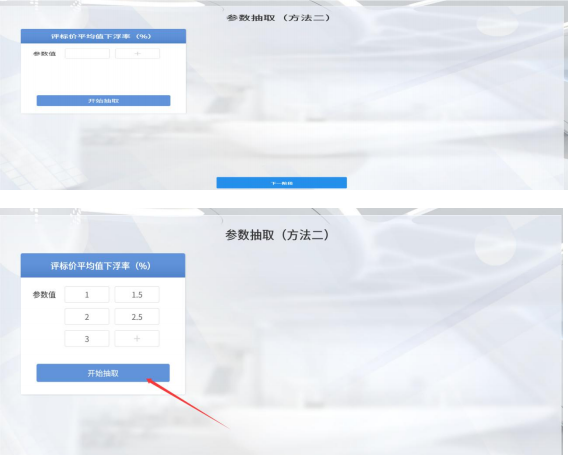 参数抽取（方法二）
评标价平均值下浮率（%）
参数值 +
开始抽取
下一阶段
参数抽取（方法二）
评标价平均值下浮率（%）
参数值 1 1.5
2 2.5
3 +
开始抽取